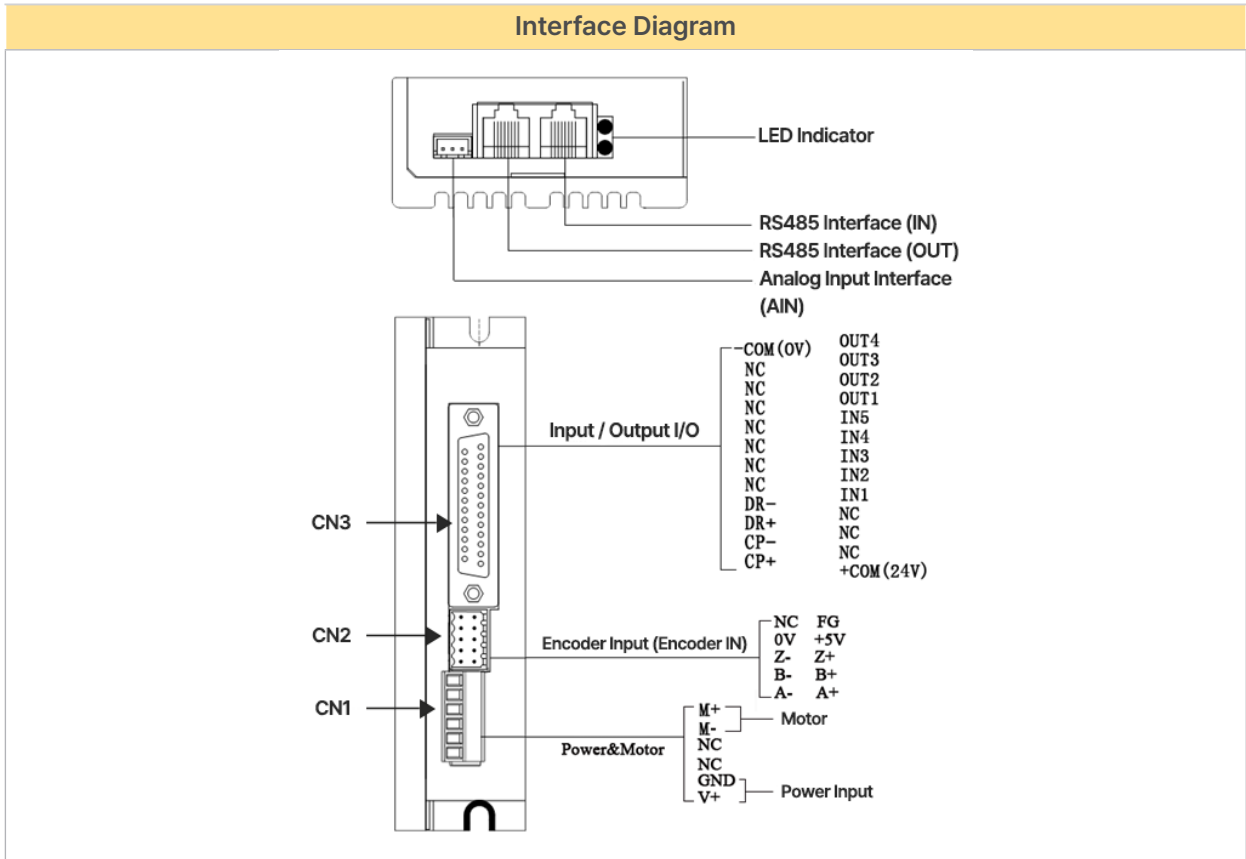 Interface Diagram
LED Indicator
RS485 Interface (IN)
RS485 Interface (OUT)
Analog Input Interface
(AIN)
-COM(0V) OUT4
NC OUT3
NC OUT2
NC OUT1
NC IN5
NC IN4
NC IN3
NC IN2
DR- IN1
DR+ NC
CP- NC
CP+ NC
+COM(24V)
Input / Output I/O
CN3
CN2
Encoder Input (Encoder IN)
NC FG
0V +5V
Z- Z+
B- B+
A- A+
CN1
Power&Motor
M+
M-
NC
NC
GND
V+
Motor
Power Input